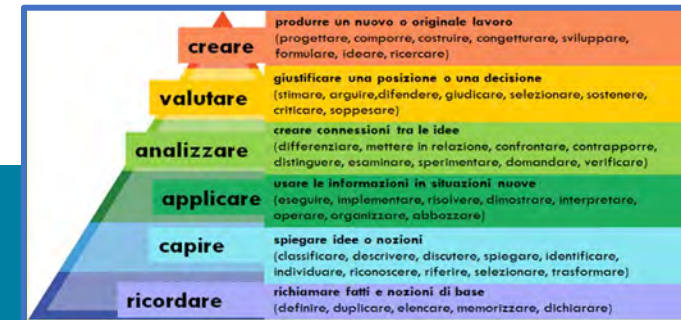 creare
produrre un nuovo o originale lavoro
(progettare, comporre, costruire, congetturare, sviluppare,
formulare, ideare, ricercare)
valutare
giustificare una posizione o una decisione
(stimare, arguire,difendere, giudicare, selezionare, sostenere,
criticare, soppesare)
analizzare
creare connessioni tra le idee
(differenziare, mettere in relazione, confrontare, contrapporre,
distinguere, esaminare, sperimentare, domandare, verificare)
applicare
usare le informazioni in situazioni nuove
(eseguire, implementare, risolvere, dimostrare, interpretare,
operare, organizzare, abbozzare)
capire
spiegare idee o nozioni
(classificare, descrivere, discutere, spiegare, identificare,
individuare, riconoscere, riferire, selezionare, trasformare)
ricordare
richiamare fatti e nozioni di base
(definire, duplicare, elencare, memorizzare, dichiarare)